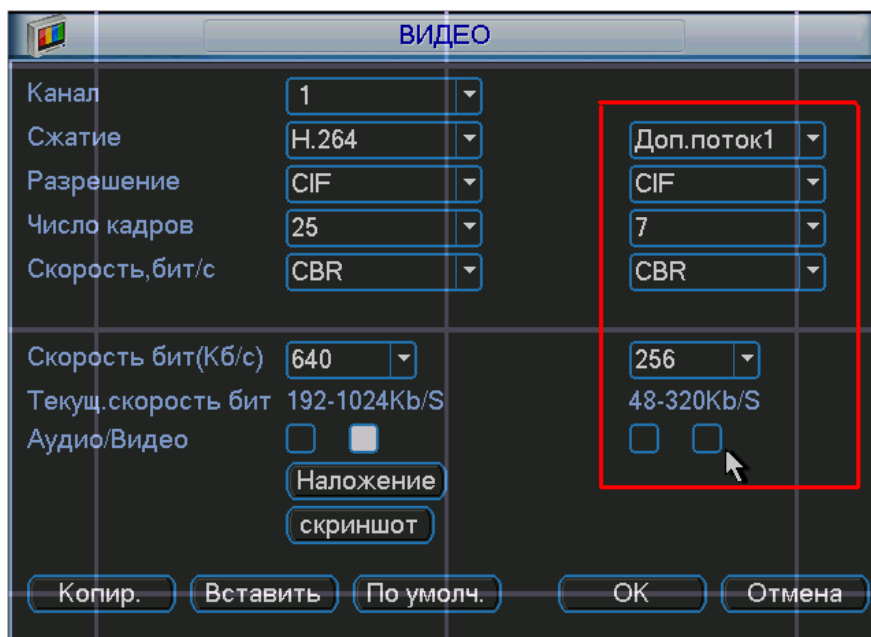 ВИДЕО
Канал 1
Сжатие H.264 Доп.поток1
Разрешение CIF CIF
Число кадров 25 7
Скорость,бит/с CBR CBR
Скорость бит(Кб/с) 640 256
Текущ.скорость бит 192-1024Kb/S 48-320Kb/S
Аудио/Видео
Наложение
скриншот
Копир. Вставить По умолч. OK Отмена